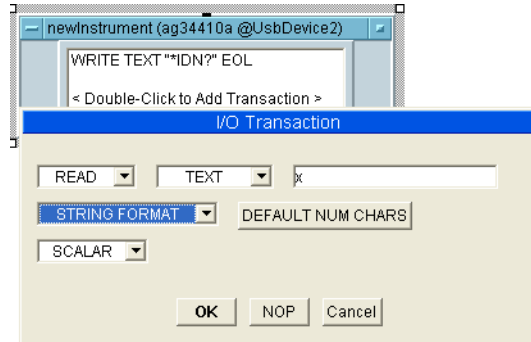 newInstrument (ag34410a @UsbDevice2)
WRITE TEXT "*IDN?" EOL
< Double-Click to Add Transaction >
I/O Transaction
READ TEXT x
STRING FORMAT DEFAULT NUM CHARS
SCALAR
OK NOP Cancel